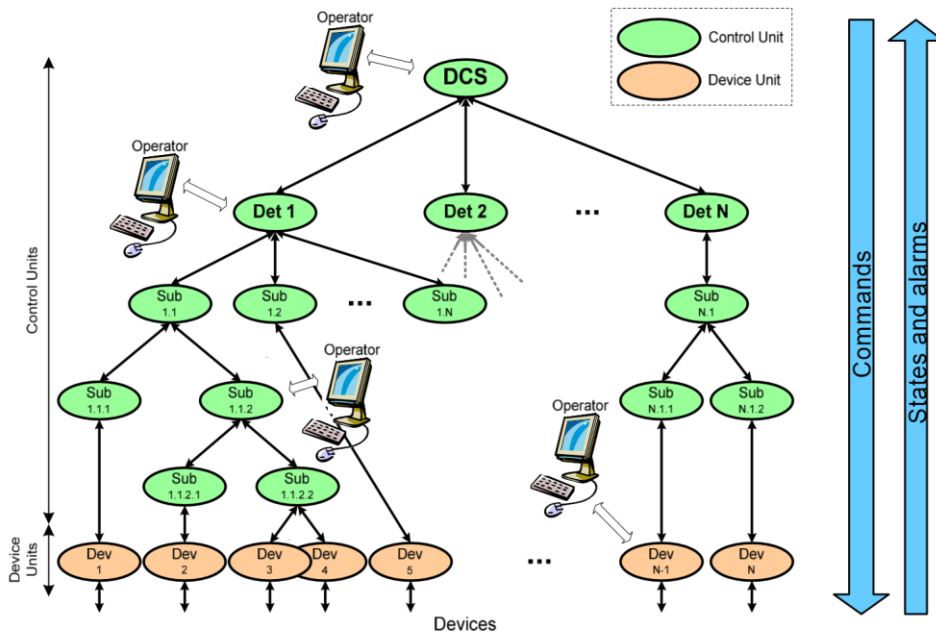 Operator
DCS
Control Unit
Device Unit
Operator
Det 1
Det 2
...
Det N
Sub
1.1
Sub
1.2
...
Sub
1.N
Sub
N.1
Operator
Sub
1.1.1
Sub
1.1.2
Sub
N.1.1
Sub
N.1.2
Operator
Sub
1.1.2.1
Sub
1.1.2.2
Dev
1
Dev
2
Dev
3
Dev
4
Dev
5
...
Dev
N-1
Dev
N
Devices
Control Units
Device
Units
Commands
States and alarms